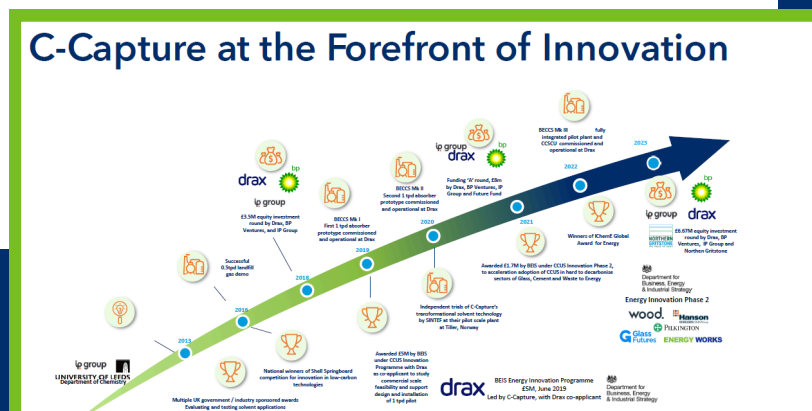 C-Capture at the Forefront of Innovation
ip group
UNIVERSITY OF LEEDS
Department of Chemistry
2015
Multiple UK government / industry sponsored awards
Evaluating and testing solvent applications
Successful
0.5tpd landfill
gas demo
2016
National winners of Shell Springboard
competition for innovation in low-carbon
technologies
drax
bp
ip group
£3.5M equity investment
round by Drax, BP
Ventures, and IP Group
2018
BECCS Mk I
First 1 tpd absorber
prototype commissioned
and operational at Drax
2019
Awarded £5M by BEIS
under CCUS Innovation
Programme with Drax
as co-applicant to study
commercial scale
feasibility and support
design and installation
of 1 tpd pilot
BECCS Mk II
Second 1 tpd absorber
prototype commissioned
and operational at Drax
2020
Independent trials of C-Capture's
transformational solvent technology
by SINTEF at their pilot scale plant
at Tiller, Norway
ip group
drax
bp
Funding 'A' round, £8m
by Drax, BP Ventures, IP
Group and Future Fund
2021
Awarded £1.7M by BEIS under CCUS Innovation Phase 2,
to acceleration adoption of CCUS in hard to decarbonise
sectors of Glass, Cement and Waste to Energy
BECCS Mk III fully
integrated pilot plant and
CCSCU commissioned and
operational at Drax
2022
Winners of IChemE Global
Award for Energy
2023
bp
ip group
drax
NORTHERN
GRITSTONE
£6.67M equity investment
round by Drax, BP
Ventures, IP Group and
Northen Gritstone
Department for
Business, Energy
& Industrial Strategy
Energy Innovation Phase 2
wood.
Hanson
PILKINGTON
Glass
Futures
ENERGY WORKS
drax
BEIS Energy Innovation Programme
£5M, June 2019
Led by C-Capture, with Drax co-applicant
Department for
Business, Energy
& Industrial Strategy